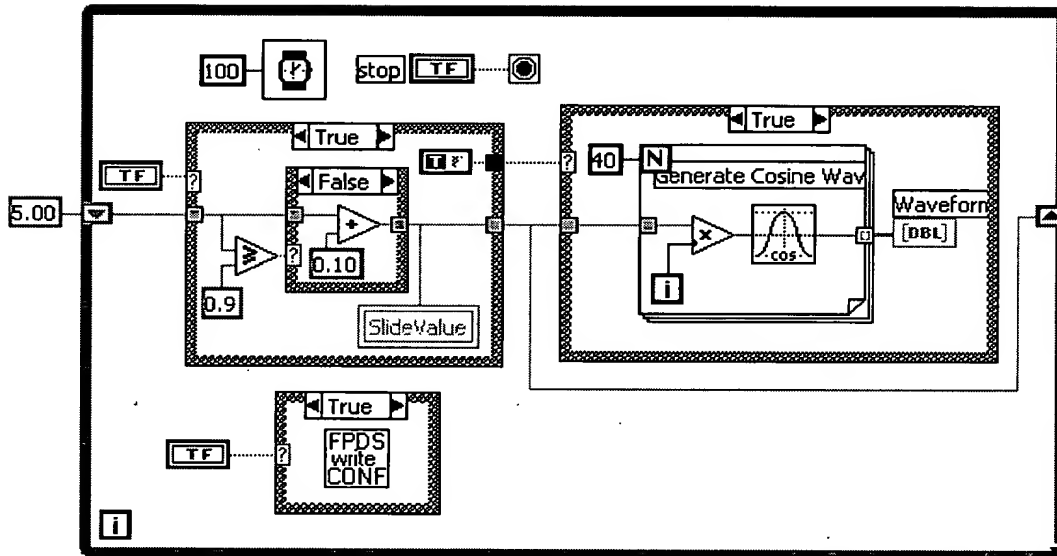 100
stop
TF
True
True
TF
False
T
?
40
N
Generate Cosine Wav
5.00
?
?
Waveforn
[DBL]
+
?
0.10
x
cos
0.9
i
SlideValue
True
TF
?
FPDS
write
CONF
i